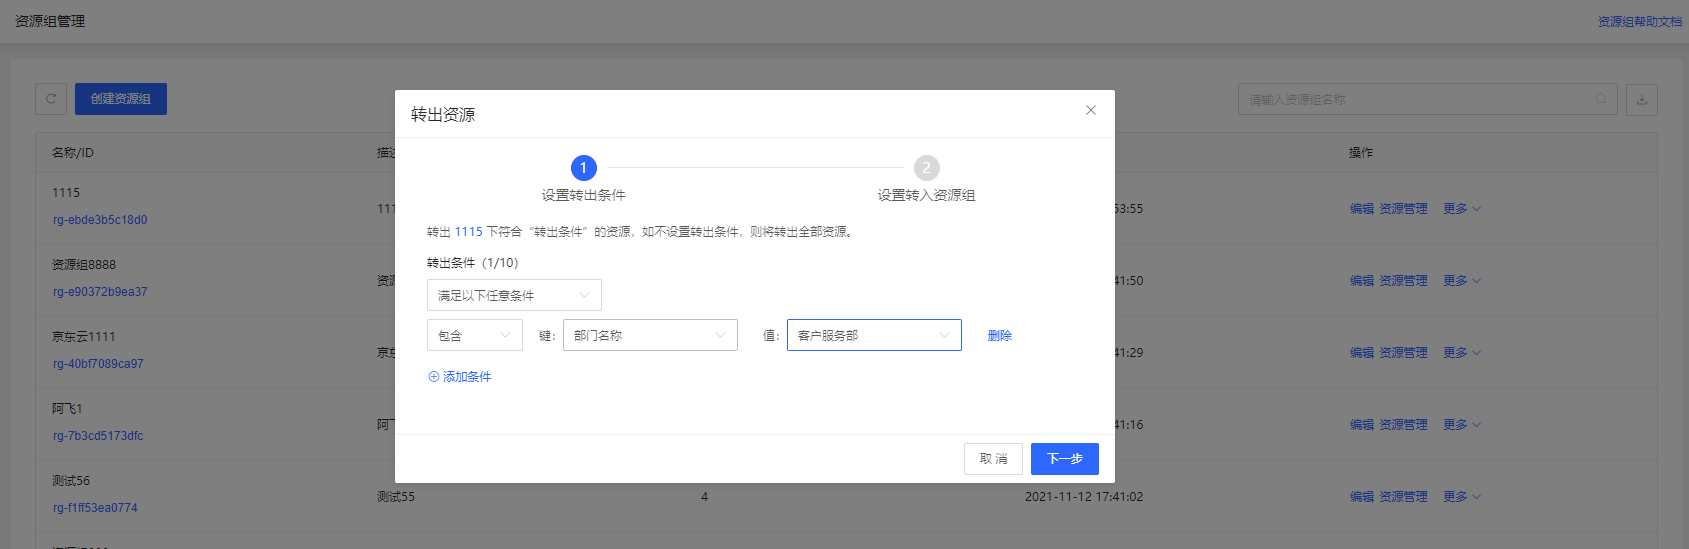 资源组管理
资源组帮助文档
创建资源组
请输入资源组名称
转出资源
名称/ID
描述
操作
1
2
设置转出条件
设置转入资源组
1115
rg-ebde3b5c18d0
111
53:55
编辑 资源管理 更多
转出 1115 下符合“转出条件”的资源，如不设置转出条件，则将转出全部资源。
转出条件（1/10）
资源组8888
rg-e90372b9ea37
资源
41:50
编辑 资源管理 更多
满足以下任意条件
包含 键： 部门名称 值： 客户服务部 删除
京东云1111
rg-40bf7089ca97
京东
41:29
编辑 资源管理 更多
添加条件
阿飞1
rg-7b3cd5173dfc
阿飞
41:16
编辑 资源管理 更多
取消 下一步
测试56
rg-f1ff53ea0774
测试55
4
2021-11-12 17:41:02
编辑 资源管理 更多